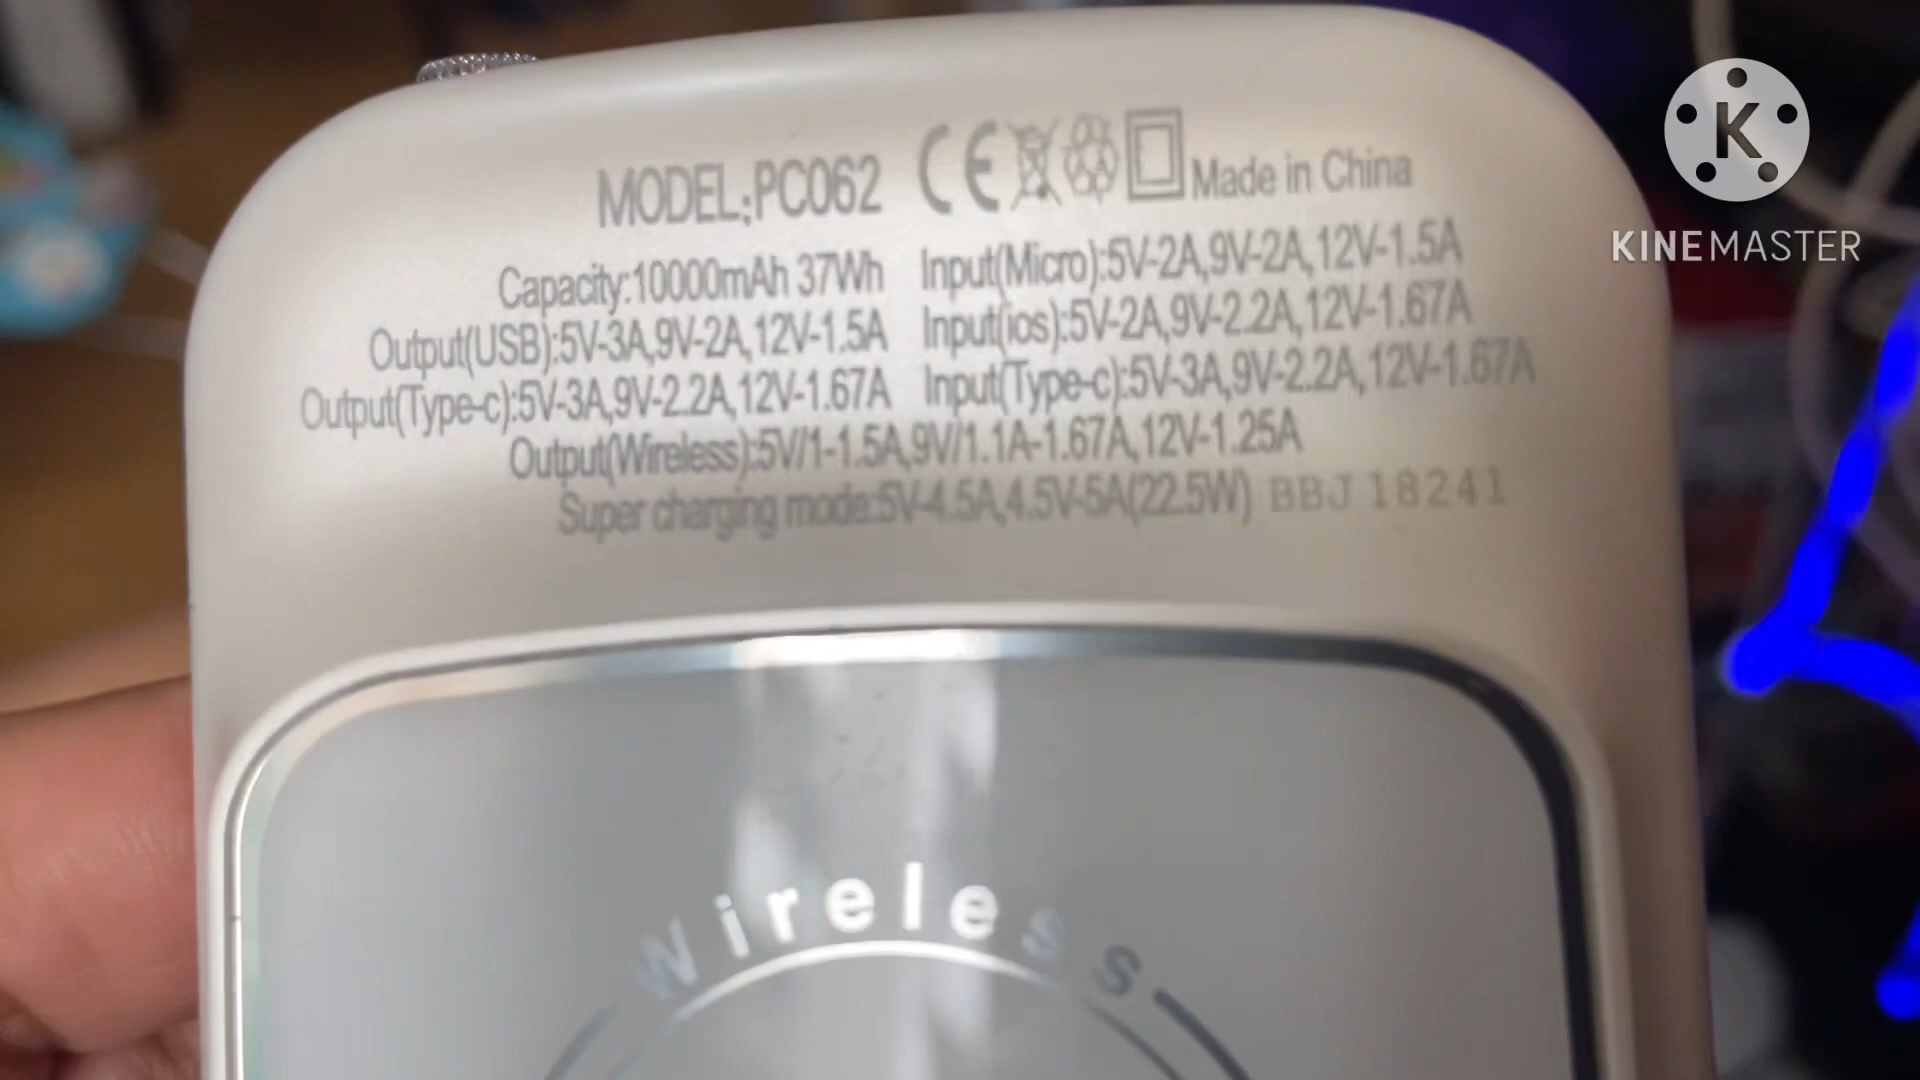 MODEL:PC062 CE Made in China
Capacity:10000mAh 37Wh Input(Micro):5V-2A,9V-2A,12V-1.5A
Output(USB):5V-3A,9V-2A,12V-1.5A Input(ios):5V-2A,9V-2.2A,12V-1.67A
Output(Type-c):5V-3A,9V-2.2A,12V-1.67A Input(Type-c):5V-3A,9V-2.2A,12V-1.67A
Output(Wireless):5V/1-1.5A,9V/1.1A-1.67A,12V-1.25A
Super charging mode:5V-4.5A,4.5V-5A(22.5W) BBJ18241
Wireless
K
KINEMASTER